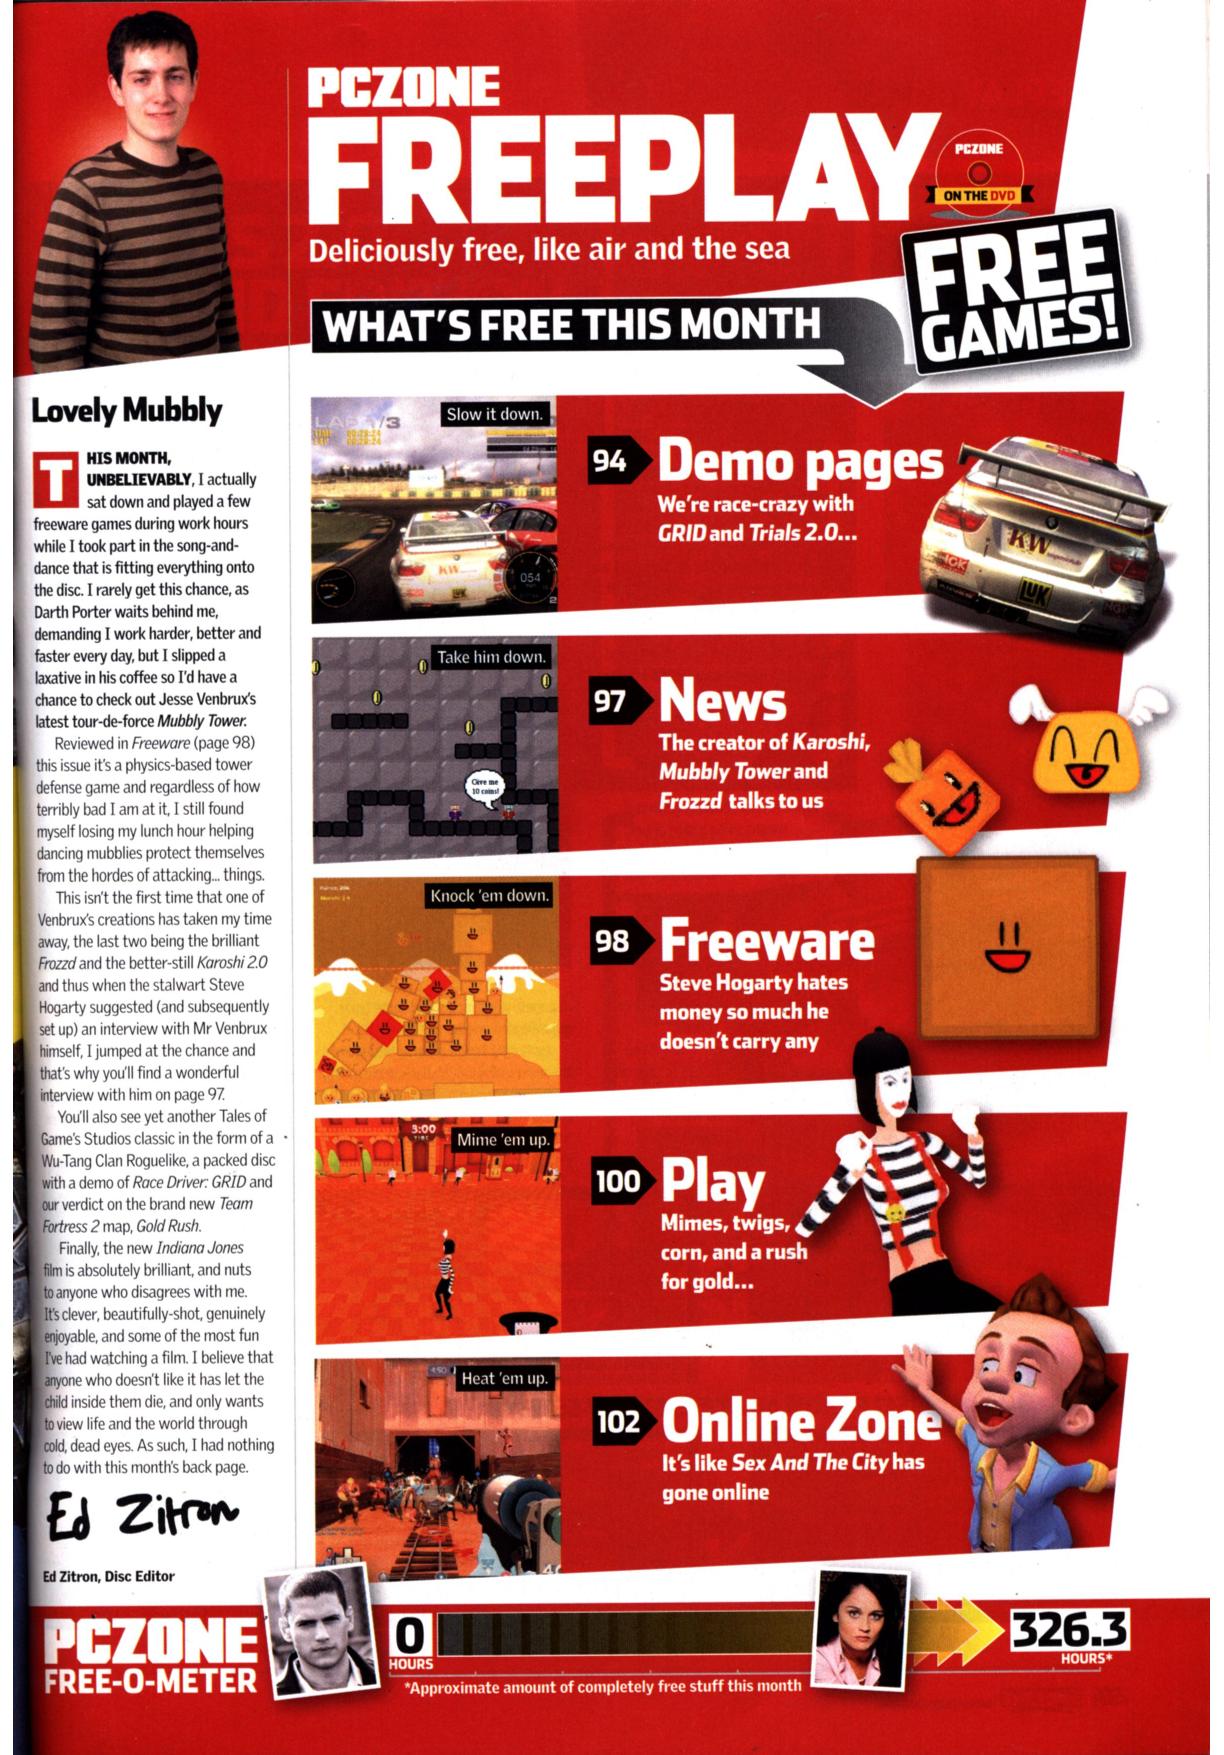 PCZONE
FREEPLAY
PCZONE
ON THE DVD
Deliciously free, like air and the sea
FREE
GAMES!
WHAT'S FREE THIS MONTH
Lovely Mubbly
THIS MONTH,
UNBELIEVABLY, I actually
sat down and played a few
freeware games during work hours
while I took part in the song-and-
dance that is fitting everything onto
the disc. I rarely get this chance, as
Darth Porter waits behind me,
demanding I work harder, better and
faster every day, but I slipped a
laxative in his coffee so I'd have a
chance to check out Jesse Venbrux's
latest tour-de-force Mubbly Tower.
Reviewed in Freeware (page 98)
this issue it's a physics-based tower
defense game and regardless of how
terribly bad I am at it, I still found
myself losing my lunch hour helping
dancing mubblies protect themselves
from the hordes of attacking... things.
This isn't the first time that one of
Venbrux's creations has taken my time
away, the last two being the brilliant
Frozzd and the better-still Karoshi 2.0
and thus when the stalwart Steve
Hogarty suggested (and subsequently
set up) an interview with Mr Venbrux
himself, I jumped at the chance and
that's why you'll find a wonderful
interview with him on page 97.
You'll also see yet another Tales of
Game's Studios classic in the form of a
Wu-Tang Clan Roguelike, a packed disc
with a demo of Race Driver: GRID and
our verdict on the brand new Team
Fortress 2 map, Gold Rush.
Finally, the new Indiana Jones
film is absolutely brilliant, and nuts
to anyone who disagrees with me.
It's clever, beautifully-shot, genuinely
enjoyable, and some of the most fun
I've had watching a film. I believe that
anyone who doesn't like it has let the
child inside them die, and only wants
to view life and the world through
cold, dead eyes. As such, I had nothing
to do with this month's back page.
Ed Zitron
Ed Zitron, Disc Editor
Slow it down.
LAP 1/3
KW
054
94
Demo pages
We're race-crazy with
GRID and Trials 2.0...
KW
NGK
LUK
Take him down.
Give me
10 coins!
97
News
The creator of Karoshi,
Mubbly Tower and
Frozzd talks to us
Knock 'em down.
98
Freeware
Steve Hogarty hates
money so much he
doesn't carry any
3:00
TIME
Mime 'em up.
100
Play
Mimes, twigs,
corn, and a rush
for gold...
4:50
Heat 'em up.
102
Online Zone
It's like Sex And The City has
gone online
PCZONE
FREE-O-METER
0
HOURS
326.3
HOURS*
*Approximate amount of completely free stuff this month